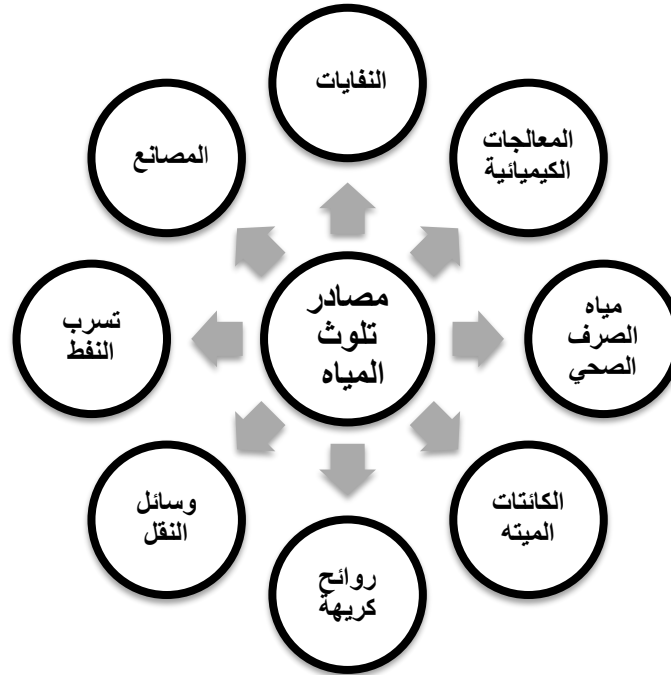 النفايات
المعالجات
الكيميائية
مياه
الصرف
الصحي
الكائنات
الميته
روائح
كريهة
وسائل
النقل
تسرب
النفط
المصانع
مصادر
تلوث
المياه